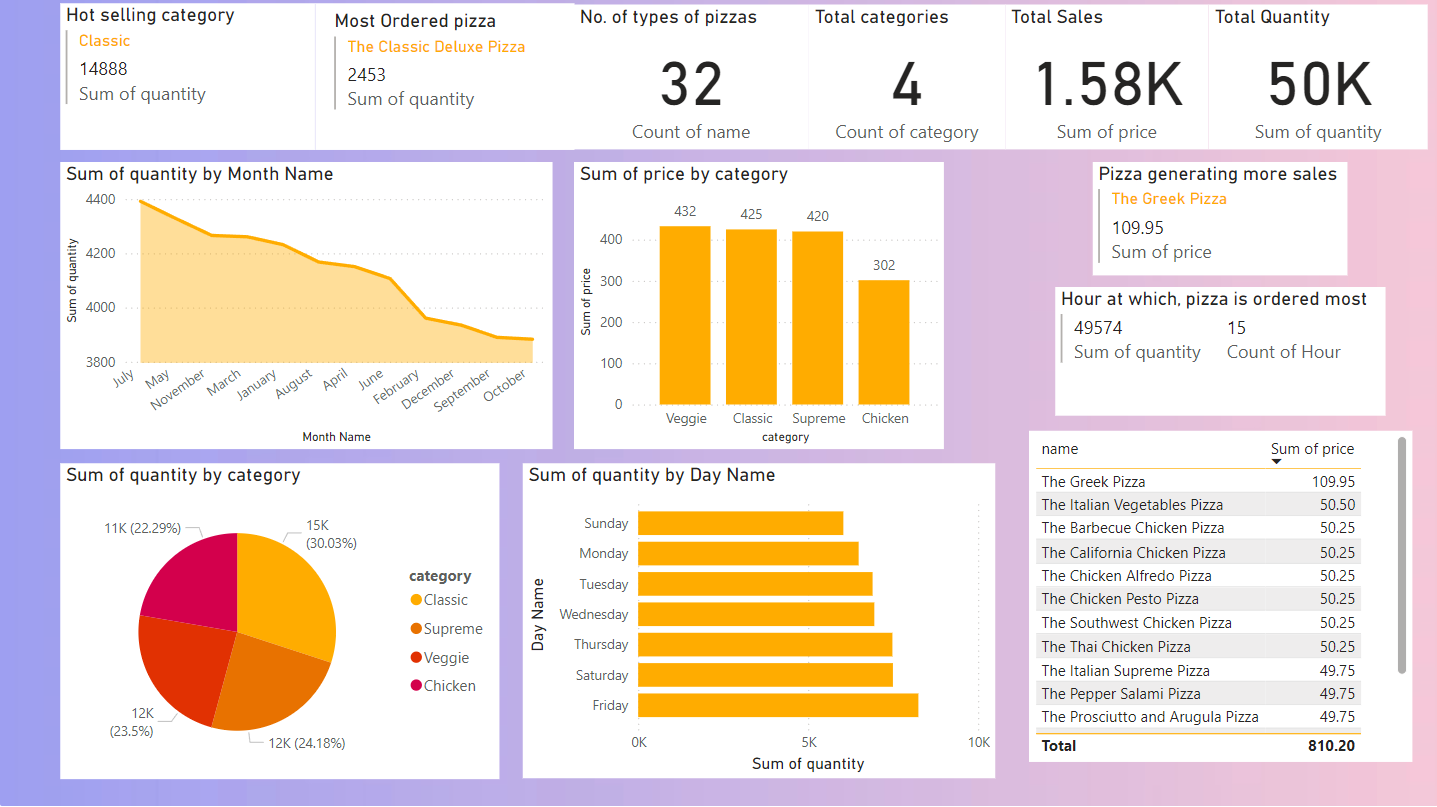 Hot selling category
Classic
14888
Sum of quantity
Most Ordered pizza
The Classic Deluxe Pizza
2453
Sum of quantity
No. of types of pizzas
32
Count of name
Total categories
4
Count of category
Total Sales
1.58K
Sum of price
Total Quantity
50K
Sum of quantity
Sum of quantity by Month Name
Sum of quantity
4400
4200
4000
3800
July
May
November
March
January
August
April
June
February
December
September
October
Month Name
Sum of price by category
Sum of price
400
300
200
100
0
432
425
420
302
Veggie
Classic
Supreme
Chicken
category
Pizza generating more sales
The Greek Pizza
109.95
Sum of price
Hour at which, pizza is ordered most
49574
Sum of quantity
15
Count of Hour
Sum of quantity by category
11K (22.29%)
15K
(30.03%)
12K
(23.5%)
12K (24.18%)
category
Classic
Supreme
Veggie
Chicken
Sum of quantity by Day Name
Day Name
Sunday
Monday
Tuesday
Wednesday
Thursday
Saturday
Friday
0K
5K
10K
Sum of quantity
name Sum of price
The Greek Pizza 109.95
The Italian Vegetables Pizza 50.50
The Barbecue Chicken Pizza 50.25
The California Chicken Pizza 50.25
The Chicken Alfredo Pizza 50.25
The Chicken Pesto Pizza 50.25
The Southwest Chicken Pizza 50.25
The Thai Chicken Pizza 50.25
The Italian Supreme Pizza 49.75
The Pepper Salami Pizza 49.75
The Prosciutto and Arugula Pizza 49.75
Total 810.20